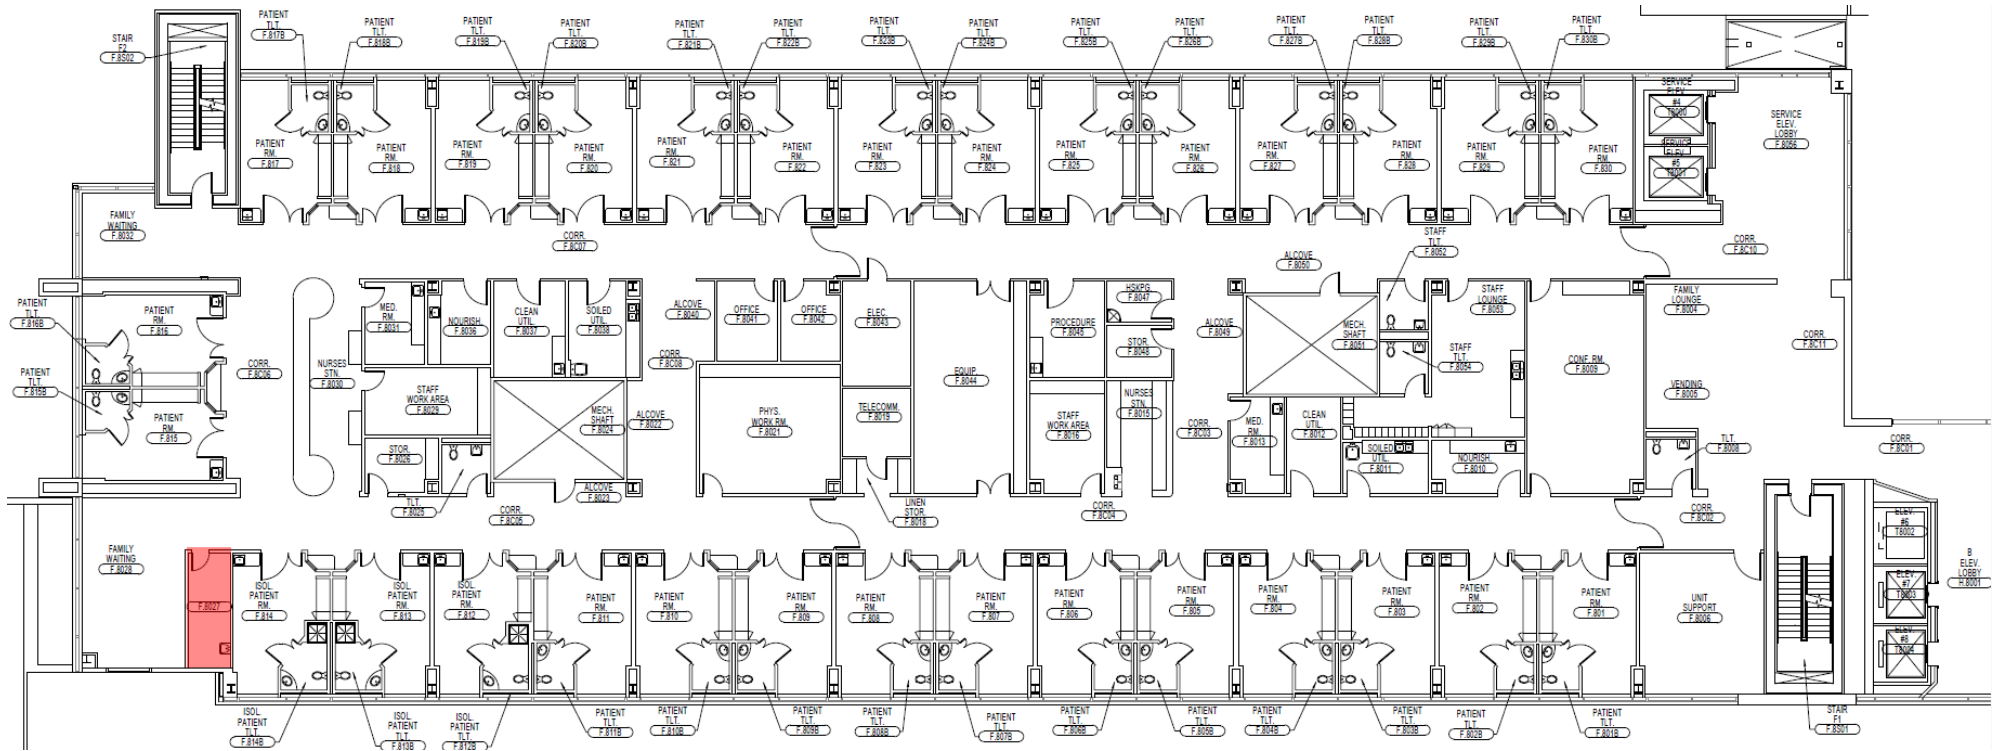 PATIENT
TLT.
F.817B
PATIENT
TLT.
F.818B
PATIENT
TLT.
F.819B
PATIENT
TLT.
F.820B
PATIENT
TLT.
F.821B
PATIENT
TLT.
F.822B
PATIENT
TLT.
F.823B
PATIENT
TLT.
F.824B
PATIENT
TLT.
F.825B
PATIENT
TLT.
F.826B
PATIENT
TLT.
F.827B
PATIENT
TLT.
F.828B
PATIENT
TLT.
F.829B
PATIENT
TLT.
F.830B
STAIR
F2
F.8S02
PATIENT
RM.
F.817
PATIENT
RM.
F.818
PATIENT
RM.
F.819
PATIENT
RM.
F.820
PATIENT
RM.
F.821
PATIENT
RM.
F.822
PATIENT
RM.
F.823
PATIENT
RM.
F.824
PATIENT
RM.
F.825
PATIENT
RM.
F.826
PATIENT
RM.
F.827
PATIENT
RM.
F.828
PATIENT
RM.
F.829
PATIENT
RM.
F.830
SERVICE
ELEV.
#4
T8000
SERVICE
ELEV.
#5
T8001
SERVICE
ELEV.
LOBBY
F.8056
FAMILY
WAITING
F.8032
CORR.
F.8C07
ALCOVE
F.8050
STAFF
TLT.
F.8052
CORR.
F.8C10
PATIENT
TLT.
F.816B
PATIENT
RM.
F.816
MED.
RM.
F.8031
NOURISH.
F.8036
CLEAN
UTIL.
F.8037
SOILED
UTIL.
F.8038
ALCOVE
F.8040
OFFICE
F.8041
OFFICE
F.8042
ELEC.
F.8043
EQUIP.
F.8044
PROCEDURE
F.8045
HSKPG.
F.8047
STOR.
F.8048
ALCOVE
F.8049
MECH.
SHAFT
F.8051
STAFF
LOUNGE
F.8053
STAFF
TLT.
F.8054
CONF. RM.
F.8009
FAMILY
LOUNGE
F.8004
CORR.
F.8C11
PATIENT
TLT.
F.815B
PATIENT
RM.
F.815
CORR.
F.8C06
NURSES
STN.
F.8030
STAFF
WORK AREA
F.8029
MECH.
SHAFT
F.8024
CORR.
F.8C08
ALCOVE
F.8022
PHYS.
WORK RM.
F.8021
TELECOMM.
F.8019
STAFF
WORK AREA
F.8016
NURSES
STN.
F.8015
CORR.
F.8C03
MED.
RM.
F.8013
CLEAN
UTIL.
F.8012
SOILED
UTIL.
F.8011
NOURISH.
F.8010
VENDING
F.8005
TLT.
F.8008
CORR.
F.8C01
STOR.
F.8026
TLT.
F.8025
ALCOVE
F.8023
CORR.
F.8C05
LINEN
STOR.
F.8018
CORR.
F.8C04
CORR.
F.8C02
FAMILY
WAITING
F.8028
F.8027
ISOL.
PATIENT
RM.
F.814
ISOL.
PATIENT
RM.
F.813
ISOL.
PATIENT
RM.
F.812
PATIENT
RM.
F.811
PATIENT
RM.
F.810
PATIENT
RM.
F.809
PATIENT
RM.
F.808
PATIENT
RM.
F.807
PATIENT
RM.
F.806
PATIENT
RM.
F.805
PATIENT
RM.
F.804
PATIENT
RM.
F.803
PATIENT
RM.
F.802
PATIENT
RM.
F.801
UNIT
SUPPORT
F.8006
ELEV.
#6
T8002
ELEV.
#7
T8003
ELEV.
#8
T8004
B
ELEV.
LOBBY
H.8001
ISOL.
PATIENT
TLT.
F.814B
ISOL.
PATIENT
TLT.
F.813B
ISOL.
PATIENT
TLT.
F.812B
PATIENT
TLT.
F.811B
PATIENT
TLT.
F.810B
PATIENT
TLT.
F.809B
PATIENT
TLT.
F.808B
PATIENT
TLT.
F.807B
PATIENT
TLT.
F.806B
PATIENT
TLT.
F.805B
PATIENT
TLT.
F.804B
PATIENT
TLT.
F.803B
PATIENT
TLT.
F.802B
PATIENT
TLT.
F.801B
STAIR
F1
F.8S01